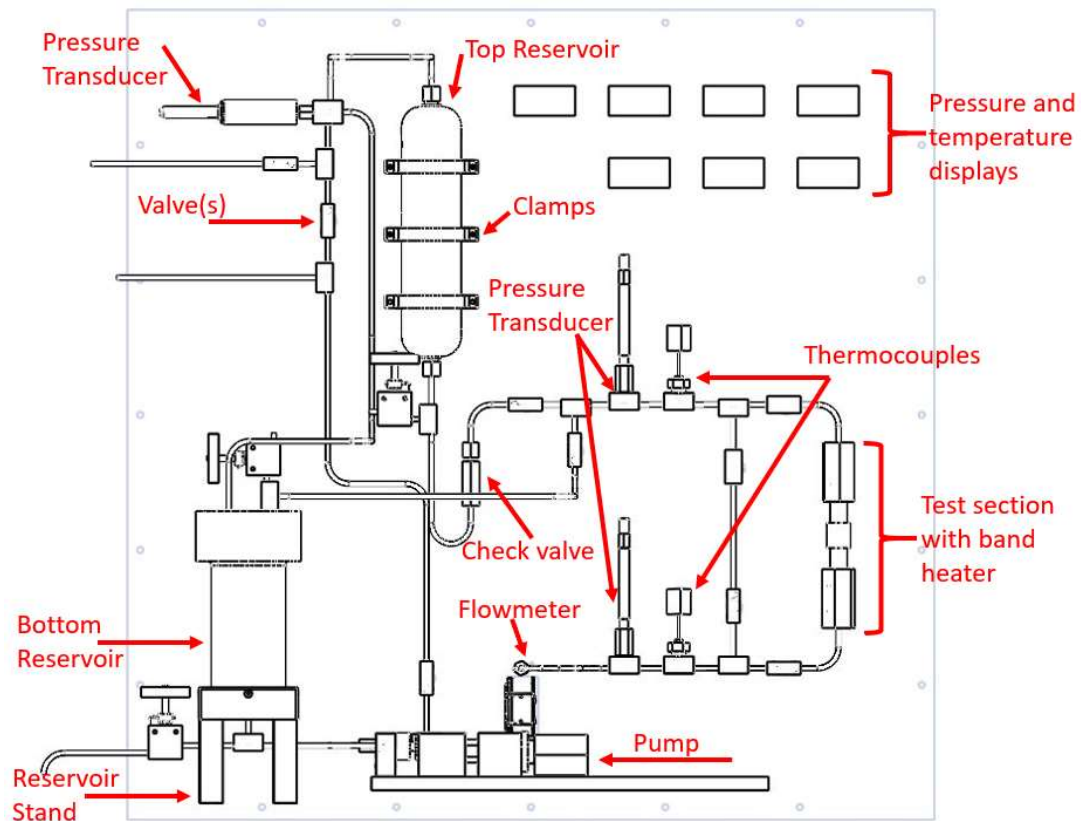 Pressure
Transducer
Top Reservoir
Pressure and
temperature
displays
Valve(s)
Clamps
Pressure
Transducer
Thermocouples
Test section
with band
heater
Check valve
Flowmeter
Bottom
Reservoir
Pump
Reservoir
Stand